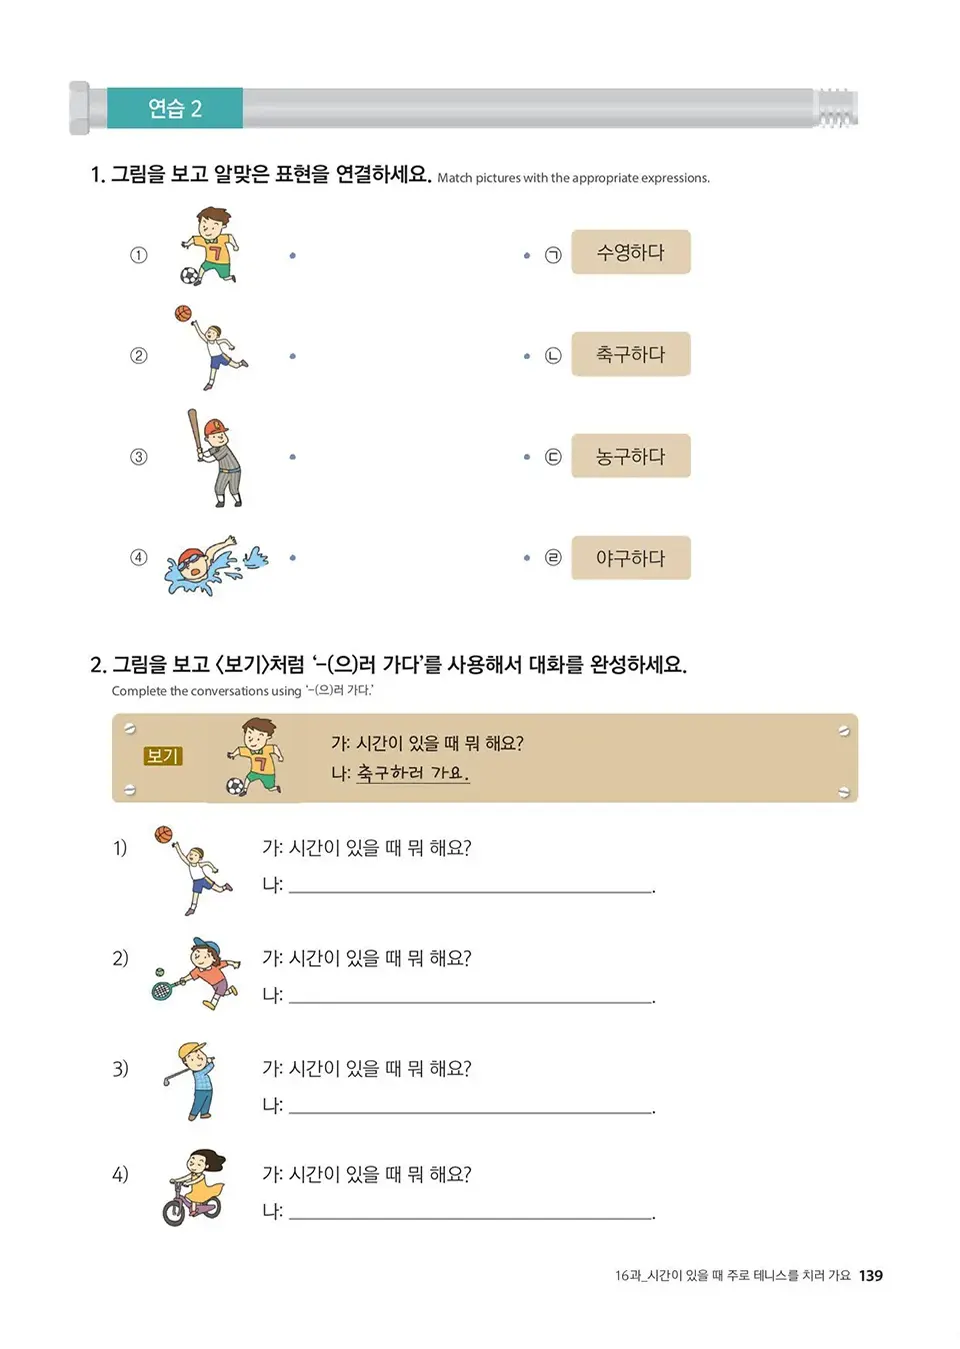 연습 2
1. 그림을 보고 알맞은 표현을 연결하세요. Match pictures with the appropriate expressions.
① ㉠ 수영하다
7
② ㉡ 축구하다
③ ㉢ 농구하다
④ ㉣ 야구하다
2. 그림을 보고 〈보기〉처럼 ‘-(으)러 가다’를 사용해서 대화를 완성하세요.
Complete the conversations using ‘-(으)러 가다.’
보기
7
가: 시간이 있을 때 뭐 해요?
나: 축구하러 가요.
1) 가: 시간이 있을 때 뭐 해요?
나: ______________.
2) 가: 시간이 있을 때 뭐 해요?
나: ______________.
3) 가: 시간이 있을 때 뭐 해요?
나: ______________.
4) 가: 시간이 있을 때 뭐 해요?
나: ______________.
16과_시간이 있을 때 주로 테니스를 치러 가요 139